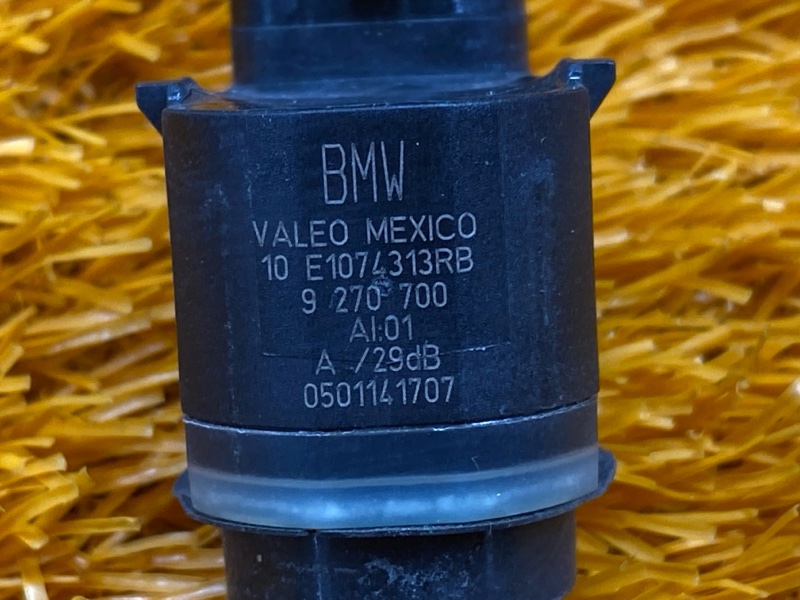 BMW
VALEO MEXICO
10 E1074313RB
9 270 700
AI:01
A /29dB
0501141707